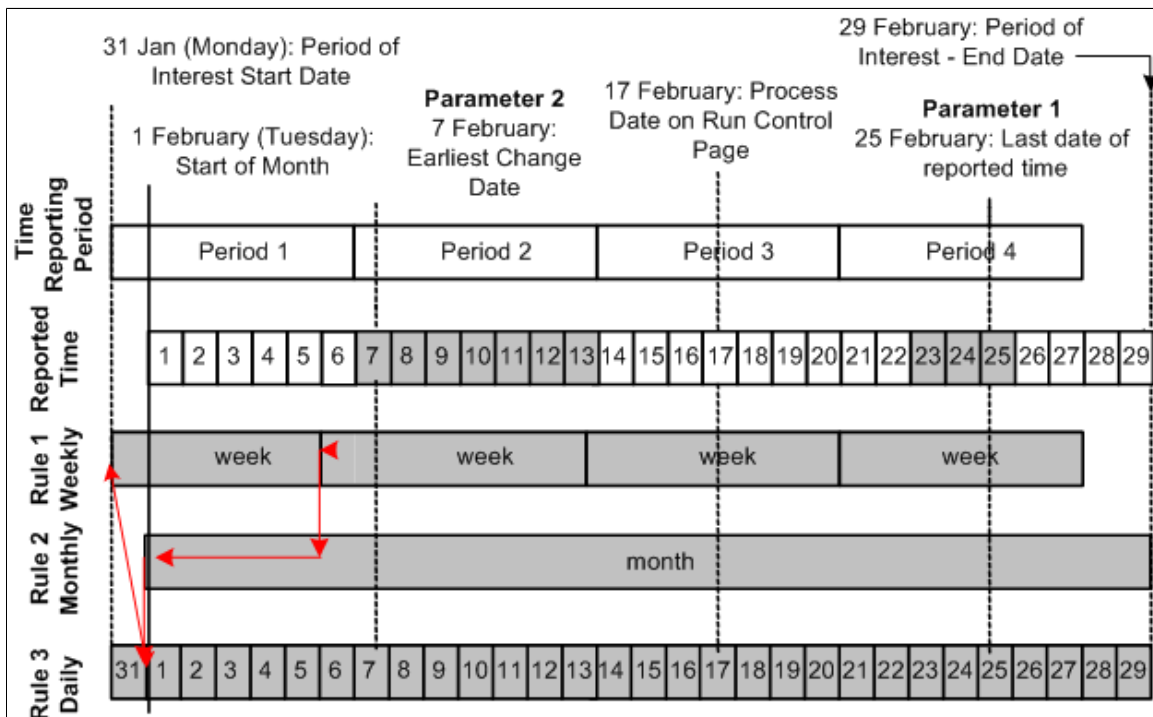 31 Jan (Monday): Period of
Interest Start Date
1 February (Tuesday):
Start of Month
Parameter 2
7 February:
Earliest Change
Date
17 February: Process
Date on Run Control
Page
29 February: Period of
Interest - End Date
Parameter 1
25 February: Last date of
reported time
Time
Reporting
Period
Period 1
Period 2
Period 3
Period 4
Reported
Time
1 2 3 4 5 6 7 8 9 10 11 12 13 14 15 16 17 18 19 20 21 22 23 24 25 26 27 28 29
Rule 1
Weekly
week
week
week
week
Rule 2
Monthly
month
Rule 3
Daily
31 1 2 3 4 5 6 7 8 9 10 11 12 13 14 15 16 17 18 19 20 21 22 23 24 25 26 27 28 29